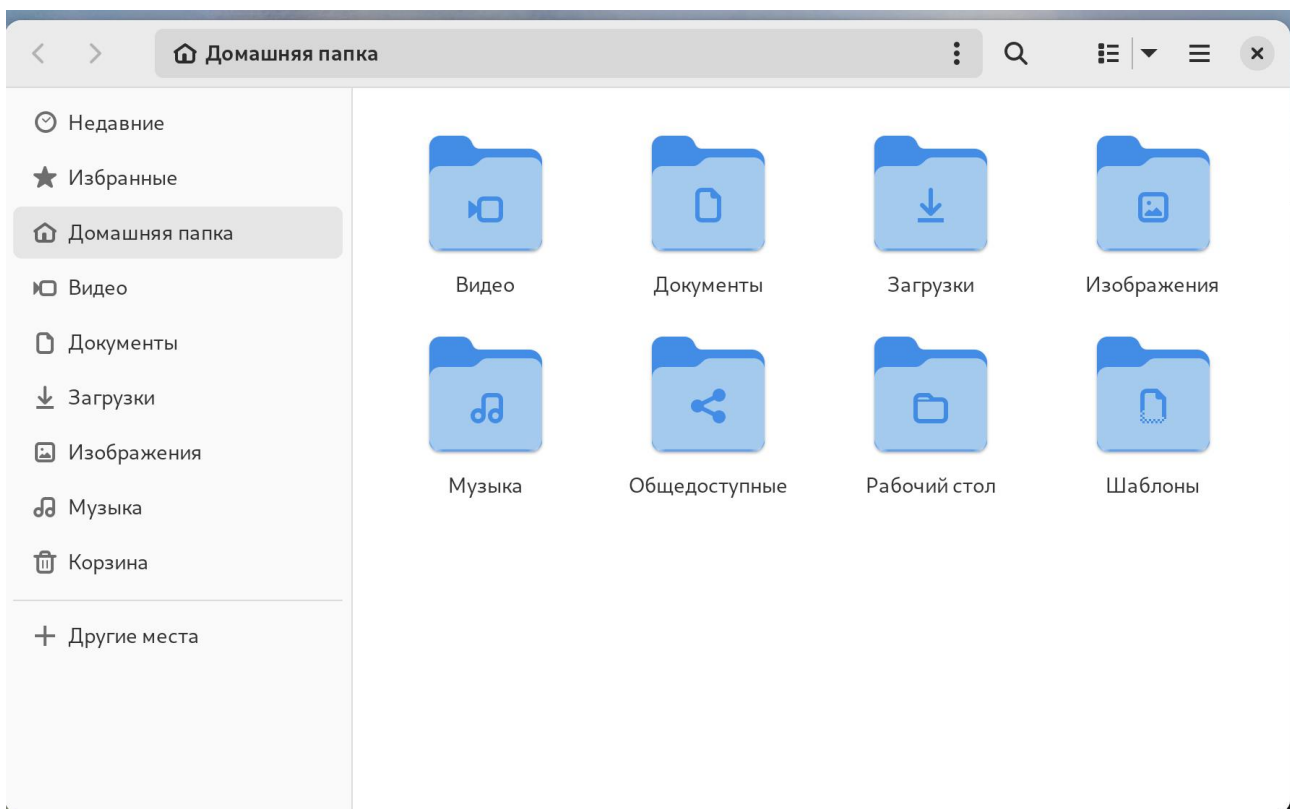 Домашняя папка
Недавние
Избранные
Домашняя папка
Видео
Документы
Загрузки
Изображения
Музыка
Корзина
Другие места
Видео
Документы
Загрузки
Изображения
Музыка
Общедоступные
Рабочий стол
Шаблоны